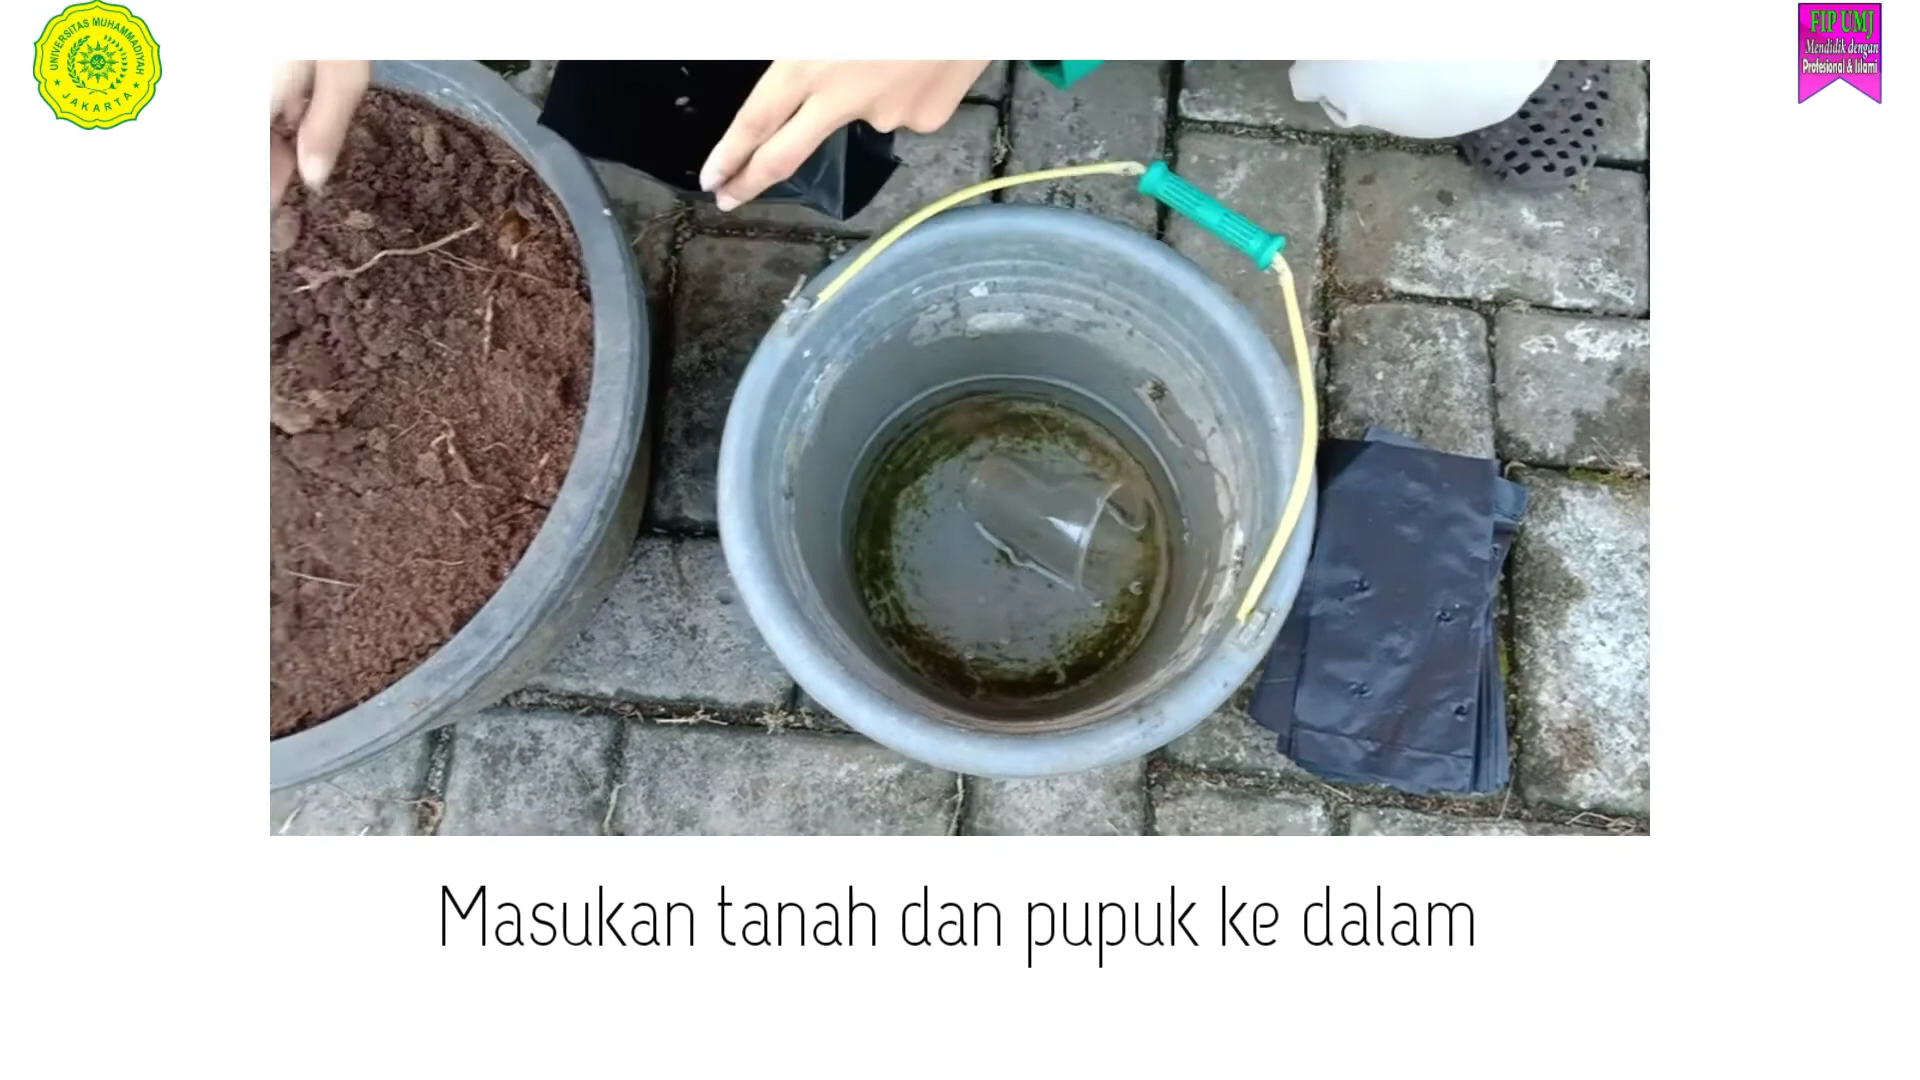 UNIVERSITAS MUHAMMADIYAH
JAKARTA
FIP UMJ
Mendidik dengan
Profesional & Islami
Masukan tanah dan pupuk ke dalam